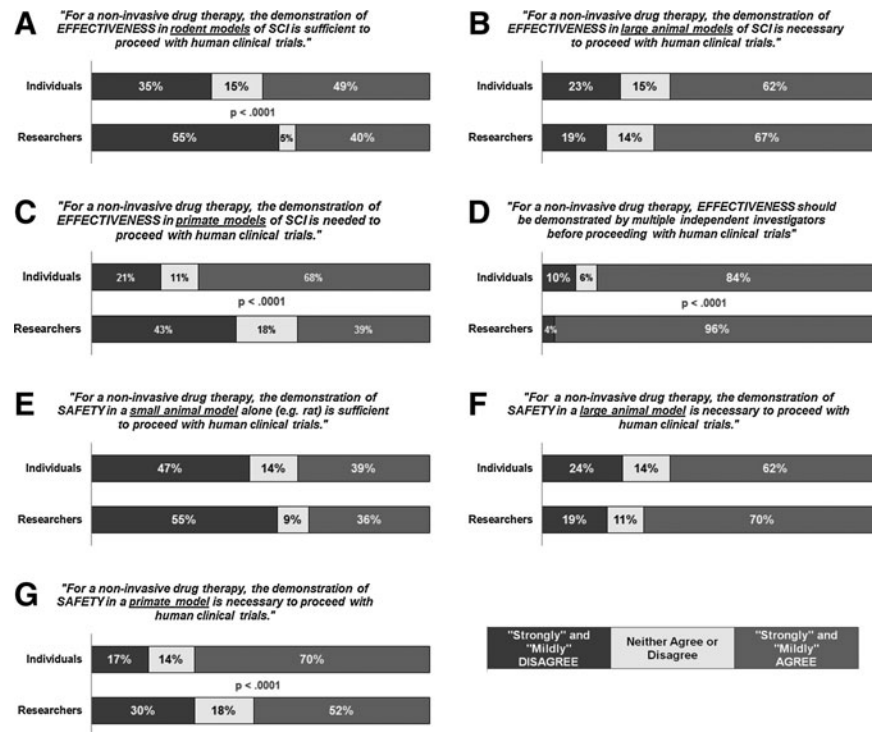 A
"For a non-invasive drug therapy, the demonstration of
EFFECTIVENESS in rodent models of SCI is sufficient to
proceed with human clinical trials."
Individuals
35%
15%
49%
p < .0001
Researchers
55%
5%
40%
B
"For a non-invasive drug therapy, the demonstration of
EFFECTIVENESS in large animal models of SCI is necessary
to proceed with human clinical trials."
Individuals
23%
15%
62%
Researchers
19%
14%
67%
C
"For a non-invasive drug therapy, the demonstration of
EFFECTIVENESS in primate models of SCI is needed to
proceed with human clinical trials."
Individuals
21%
11%
68%
p < .0001
Researchers
43%
18%
39%
D
"For a non-invasive drug therapy, EFFECTIVENESS should
be demonstrated by multiple independent investigators
before proceeding with human clinical trials"
Individuals
10%
6%
84%
p < .0001
Researchers
4%
96%
E
"For a non-invasive drug therapy, the demonstration of
SAFETY in a small animal model alone (e.g. rat) is sufficient
to proceed with human clinical trials."
Individuals
47%
14%
39%
Researchers
55%
9%
36%
F
"For a non-invasive drug therapy, the demonstration of
SAFETY in a large animal model is necessary to proceed with
human clinical trials."
Individuals
24%
14%
62%
Researchers
19%
11%
70%
G
"For a non-invasive drug therapy, the demonstration of
SAFETY in a primate model is necessary to proceed with
human clinical trials."
Individuals
17%
14%
70%
p < .0001
Researchers
30%
18%
52%
"Strongly" and
"Mildly"
DISAGREE
Neither Agree or
Disagree
"Strongly" and
"Mildly"
AGREE